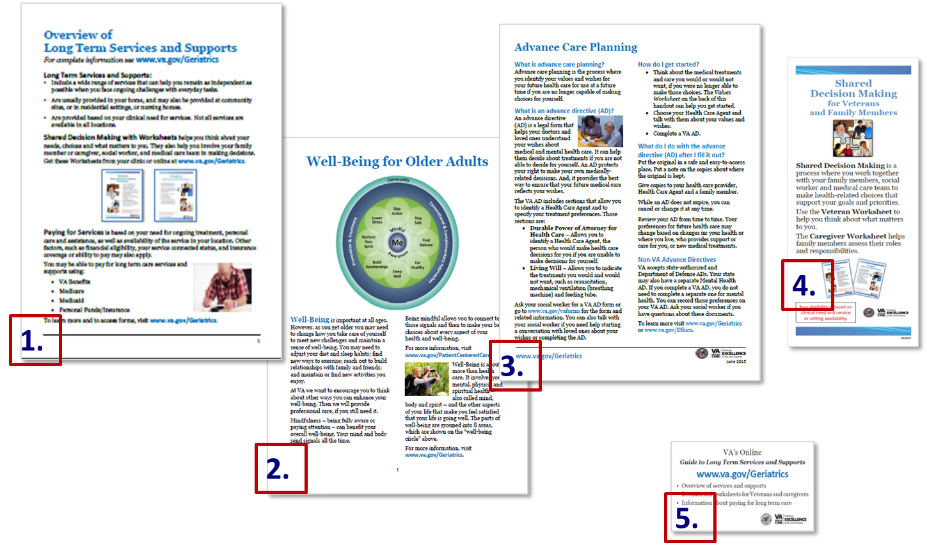 Overview of
Long Term Services and Supports
For complete information see www.va.gov/Geriatrics
Long Term Services and Supports:
• Include a wide range of services that can help you remain as independent as
possible when you face ongoing challenges with everyday tasks.
• Are usually provided in your home, and may also be provided at community
sites, or in residential settings, or nursing homes.
• Are provided based on your clinical need for services. Not all services are
available in all locations.
Shared Decision Making with Worksheets helps you think about your
needs, choices and what matters to you. They also help you involve your family
member or caregiver, social worker, and medical care team in making decisions.
Get these Worksheets from your clinic or online at www.va.gov/Geriatrics.
Paying for Services is based on your need for ongoing treatment, personal
care and assistance, as well as availability of the service in your location. Other
factors, such as financial eligibility, your service connected status, and insurance
coverage or ability to pay may also apply.
You may be able to pay for long term care services and
supports using:
• VA Benefits
• Medicare
• Medicaid
• Personal Funds/Insurance
To learn more and to access forms, visit www.va.gov/Geriatrics.
1.
Well-Being for Older Adults
Community
Mindful
Awareness
Me
Stay
Active
Stay
Safe
Find
Balance
Eat
Healthy
Sleep
Well
Build
Relationships
Nurture
Your
Spirit
Lower
Stress
Well-Being is important at all ages.
However, as you get older you may need
to change how you take care of yourself
to meet new challenges and maintain a
sense of well-being. You may need to
adjust your diet and sleep habits; find
new ways to exercise; reach out to build
relationships with family and friends;
and maintain or find new activities you
enjoy.
At VA we want to encourage you to think
about other ways you can enhance your
well-being. Then we will provide
professional care, if you still need it.
Mindfulness – being fully aware or
paying attention – can benefit your
overall well-being. Your mind and body
send signals all the time.
Being mindful allows you to connect to
those signals and then to make your be
choices about every aspect of your
health and well-being.
For more information, visit
www.va.gov/PatientCenteredCare
Well-Being is about
more than health
care. It involves you
mental, physical and
spiritual health
also called mind,
body and spirit – and the other aspects
of your life that make you feel satisfied
that your life is going well. The parts of
well-being are grouped into 8 areas,
which are shown on the "well-being
circle" above.
For more information, visit
www.va.gov/Geriatrics.
1
2.
Advance Care Planning
What is advance care planning?
Advance care planning is the process where
you identify your values and wishes for
your future health care for use at a future
time if you are no longer capable of making
choices for yourself.
What is an advance directive (AD)?
An advance directive
(AD) is a legal form that
helps your doctors and
loved ones understand
your wishes about
medical and mental health care. It can help
them decide about treatments if you are not
able to decide for yourself. An AD protects
your right to make your own medically-
related decisions. And, it provides the best
way to ensure that your future medical care
reflects your wishes.
The VA AD includes sections that allow you
to identify a Health Care Agent and to
specify your treatment preferences. Those
sections are:
• Durable Power of Attorney for
Health Care – Allows you to
identify a Health Care Agent, the
person who would make health care
decisions for you if you are unable to
make decisions for yourself.
• Living Will – Allows you to indicate
the treatments you would and would
not want, such as resuscitation,
mechanical ventilation (breathing
machine) and feeding tube.
Ask your social worker for a VA AD form or
go to www.va.gov/vaforms for the form and
related information. You can also talk with
your social worker if you need help starting
a conversation with loved ones about your
wishes or completing the AD.
How do I get started?
• Think about the medical treatments
and care you would or would not
want, if you were no longer able to
make those choices. The Values
Worksheet on the back of this
handout can help you get started.
• Choose your Health Care Agent and
talk with them about your values and
wishes.
• Complete a VA AD.
What do I do with the advance
directive (AD) after I fill it out?
Put the original in a safe and easy-to-access
place. Put a note on the copies about where
the original is kept.
Give copies to your health care provider,
Health Care Agent and a family member.
While an AD does not expire, you can
cancel or change it at any time.
Review your AD from time to time. Your
preferences for future health care may
change based on changes in your health or
where you live, who provides support or
care for you, or new medical treatments.
Non-VA Advance Directives
VA accepts state-authorized and
Department of Defense ADs. Your state
may also have a separate Mental Health
AD. If you complete a VA AD, you do not
need to complete a separate one for mental
health. You can record those preferences on
your VA AD. Ask your social worker if you
have questions about these documents.
To learn more visit www.va.gov/Geriatrics
or www.va.gov/Ethics.
www.va.gov/Geriatrics
VA
EXCELLENCE
June 2015
3.
Shared
Decision Making
for Veterans
and Family Members
Shared Decision Making is a
process where you work together
with your family members, social
worker and medical care team to
make health-related choices that
support your goals and priorities.
Use the Veteran Worksheet to
help you think about what matters
to you.
The Caregiver Worksheet helps
family members assess their roles
and responsibilities.
clinical need and service
or setting availability.
4.
VA's Online
Guide to Long Term Services and Supports
www.va.gov/Geriatrics
• Overview of services and supports
worksheets for Veterans and caregivers
• Information about paying for long term care
VA
EXCELLENCE
5.